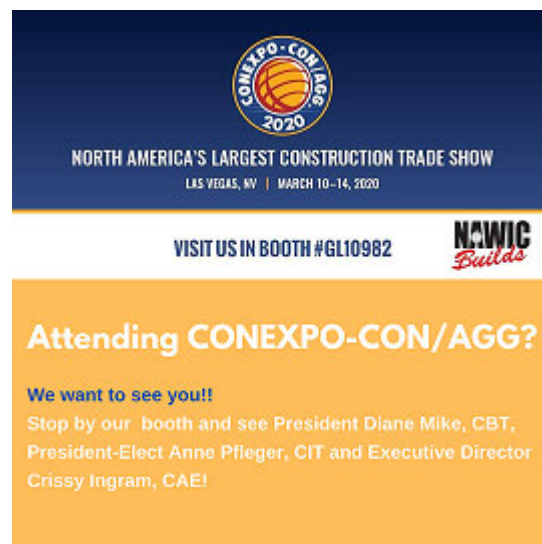 CONEXPO-CON/AGG
2020
NORTH AMERICA'S LARGEST CONSTRUCTION TRADE SHOW
LAS VEGAS, NV | MARCH 10-14, 2020
VISIT US IN BOOTH #GL10982
NAWIC
Builds
Attending CONEXPO-CON/AGG?
We want to see you!!
Stop by our booth and see President Diane Mike, CBT,
President-Elect Anne Pfleger, CIT and Executive Director
Crissy Ingram, CAE!